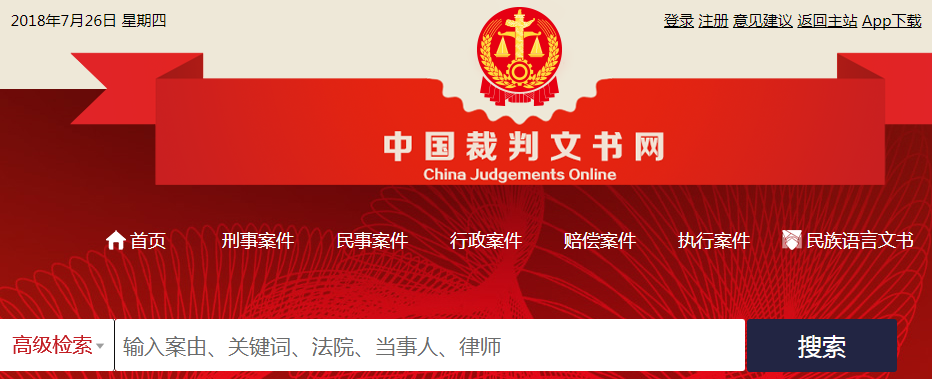 2018年7月26日 星期四
登录 注册 意见建议 返回主站 App下载
中国裁判文书网
China Judgements Online
首页 刑事案件 民事案件 行政案件 赔偿案件 执行案件 民族语言文书
高级检索 输入案由、关键词、法院、当事人、律师 搜索